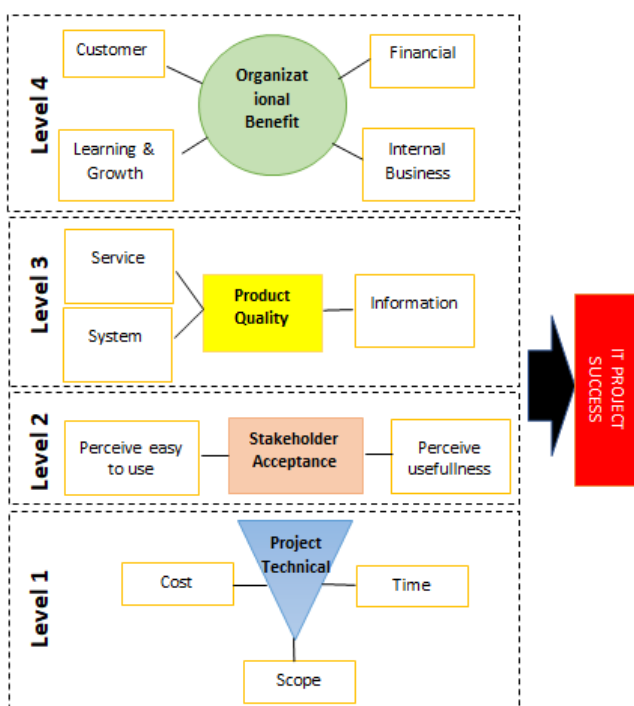 Level 4
Customer
Organizat
ional
Benefit
Financial
Learning &
Growth
Internal
Business
Level 3
Service
System
Product
Quality
Information
Level 2
Perceive easy
to use
Stakeholder
Acceptance
Perceive
usefullness
Level 1
Project
Technical
Cost
Time
Scope
IT PROJECT
SUCCESS